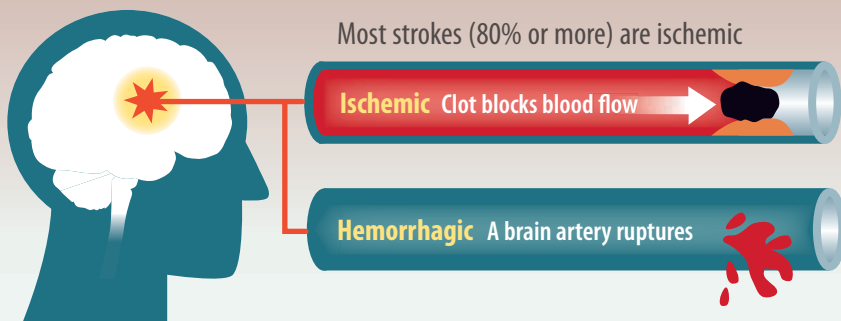 Most strokes (80% or more) are ischemic
Ischemic Clot blocks blood flow
Hemorrhagic A brain artery ruptures